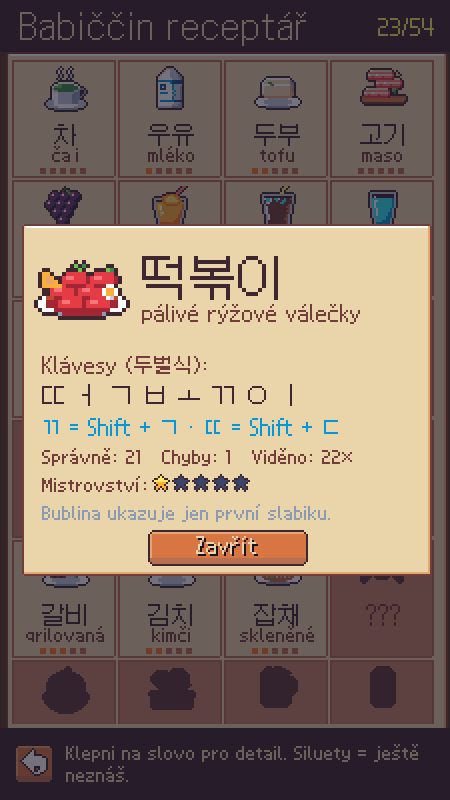 Babiččin receptář
23/54
차 우유 두부 고기
čaj mléko tofu maso
떡볶이
pálivé rýžové válečky
Klávesy (두벌식):
ㄸ ㅓ ㄱ ㅂ ㅗ ㄲ ㅇ ㅣ
ㄲ = Shift + ㄱ · ㄸ = Shift + ㄷ
Správně: 21 Chyby: 1 Viděno: 22×
Mistrovství:
Bublina ukazuje jen první slabiku.
Zavřít
갈비 김치 잡채 ???
grilovaná kimči skleněné
Klepni na slovo pro detail. Siluety = ještě
neznáš.